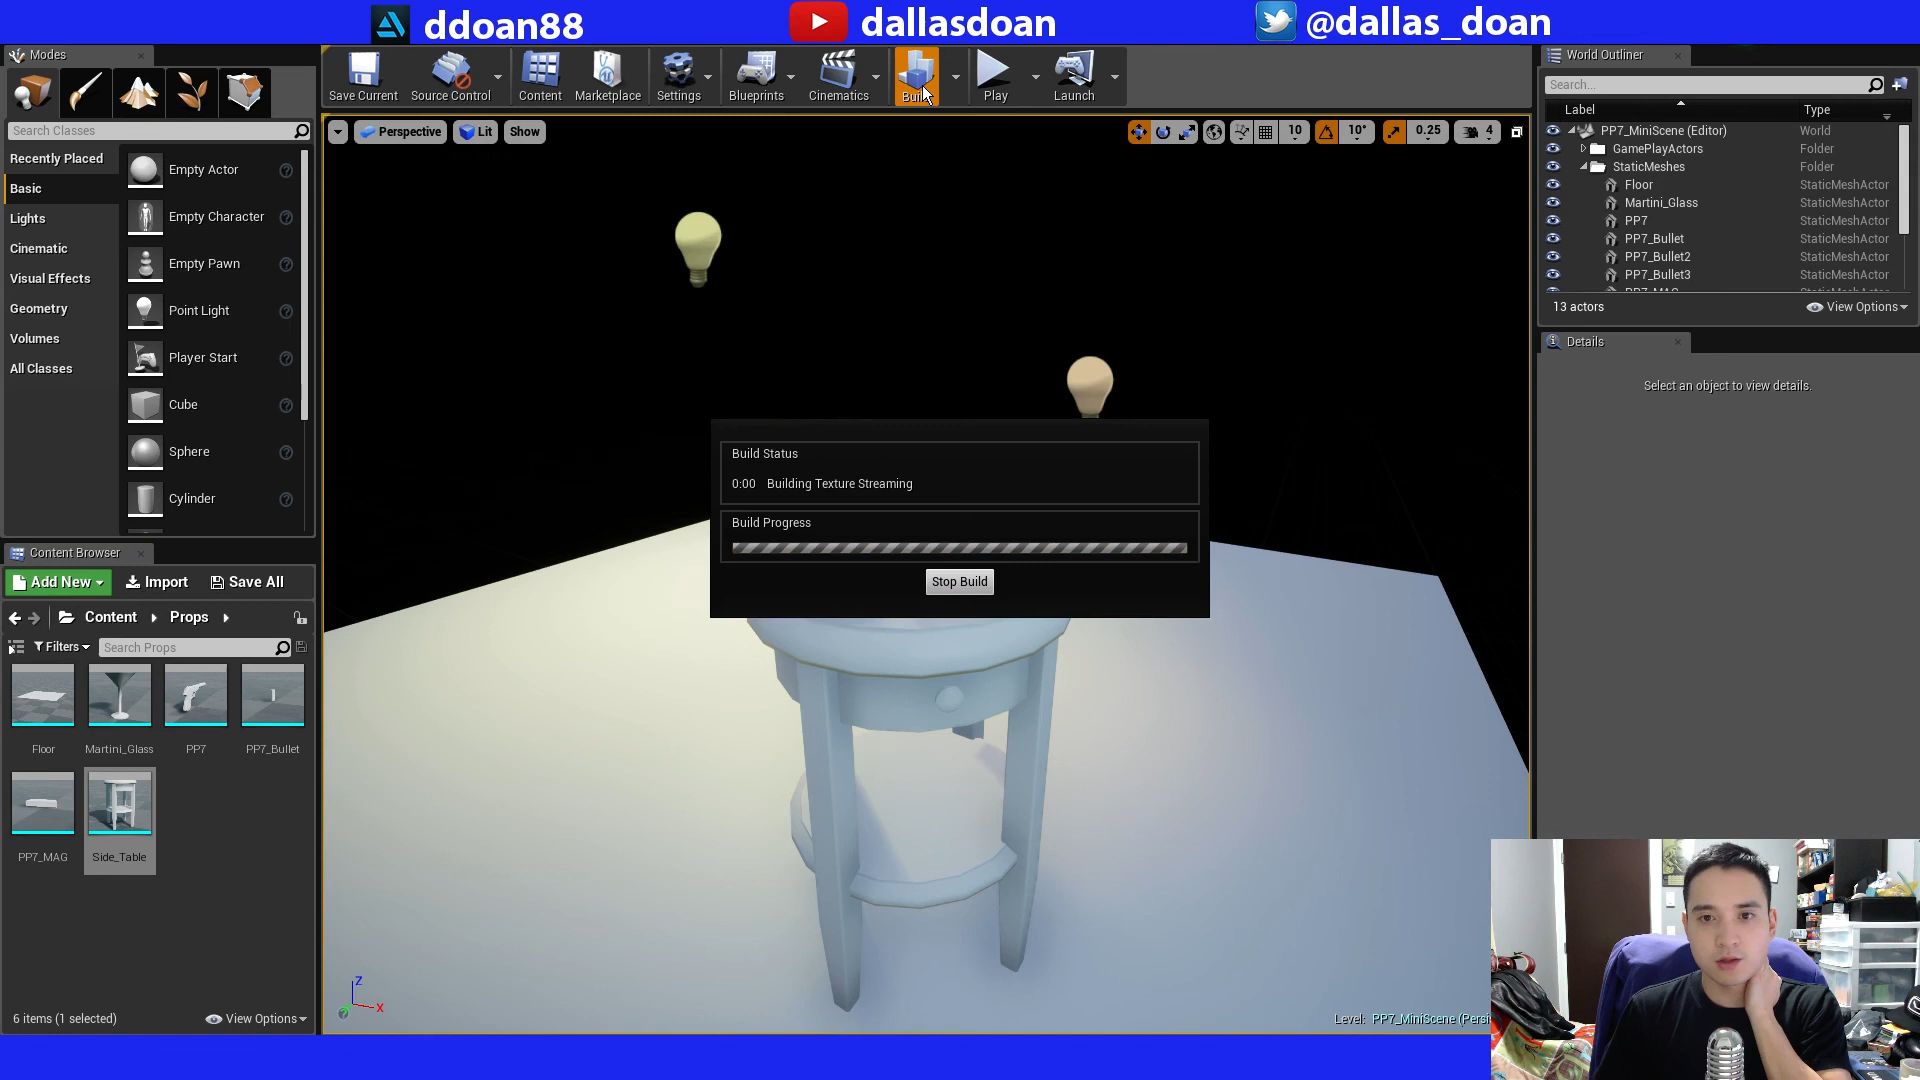 ddoan88
dallasdoan
@dallas_doan
Modes
Save Current
Source Control
Content
Marketplace
Settings
Blueprints
Cinematics
Build
Play
Launch
World Outliner
Search Classes
Perspective
Lit
Show
10
10°
0.25
4
Search...
Label
Type
Recently Placed
Basic
Lights
Cinematic
Visual Effects
Geometry
Volumes
All Classes
Empty Actor
Empty Character
Empty Pawn
Point Light
Player Start
Cube
Sphere
Cylinder
PP7_MiniScene (Editor) World
GamePlayActors Folder
StaticMeshes Folder
Floor StaticMeshActor
Martini_Glass StaticMeshActor
PP7 StaticMeshActor
PP7_Bullet StaticMeshActor
PP7_Bullet2 StaticMeshActor
PP7_Bullet3 StaticMeshActor
13 actors
View Options
Details
Select an object to view details.
Build Status
0:00 Building Texture Streaming
Build Progress
Stop Build
Content Browser
Add New
Import
Save All
Content
Props
Filters
Search Props
Floor
Martini_Glass
PP7
PP7_Bullet
PP7_MAG
Side_Table
6 items (1 selected)
View Options
Z
X
Level: PP7_MiniScene (Persi